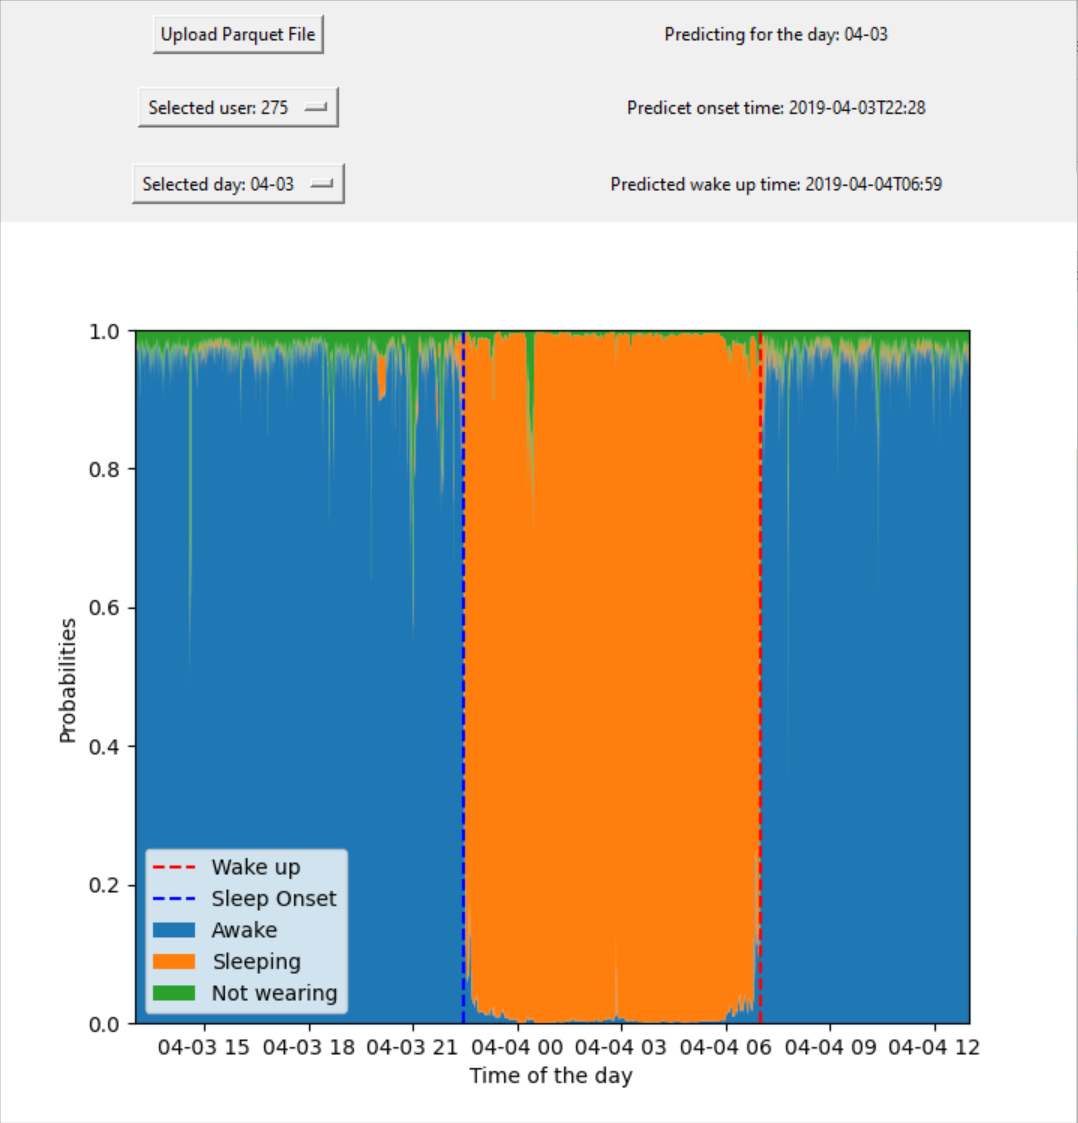 Upload Parquet File
Predicting for the day: 04-03
Selected user: 275
Predicet onset time: 2019-04-03T22:28
Selected day: 04-03
Predicted wake up time: 2019-04-04T06:59
1.0
0.8
0.6
0.4
0.2
0.0
Probabilities
Wake up
Sleep Onset
Awake
Sleeping
Not wearing
04-03 15 04-03 18 04-03 21 04-04 00 04-04 03 04-04 06 04-04 09 04-04 12
Time of the day